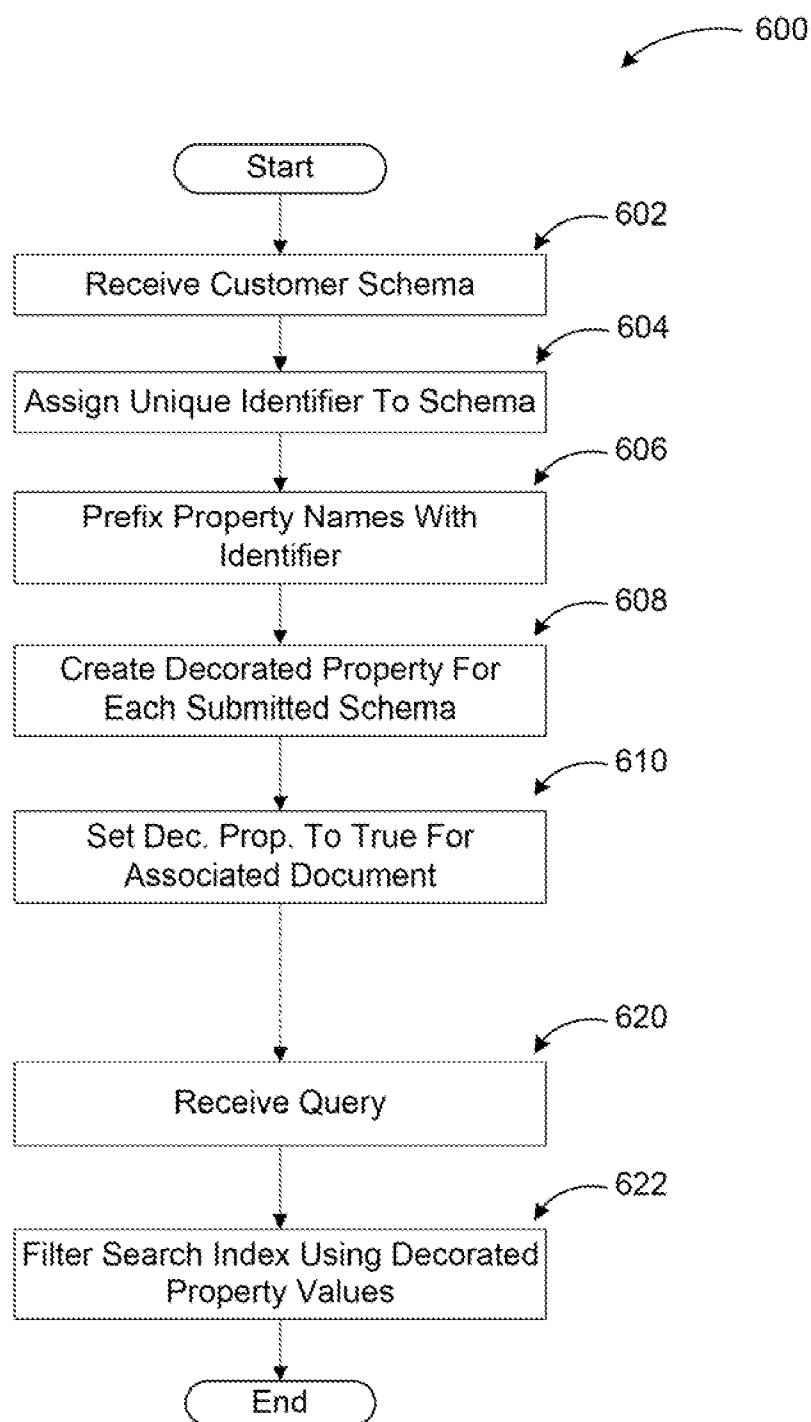 600
Start
602
Receive Customer Schema
604
Assign Unique Identifier To Schema
606
Prefix Property Names With
Identifier
608
Create Decorated Property For
Each Submitted Schema
610
Set Dec. Prop. To True For
Associated Document
620
Receive Query
622
Filter Search Index Using Decorated
Property Values
End